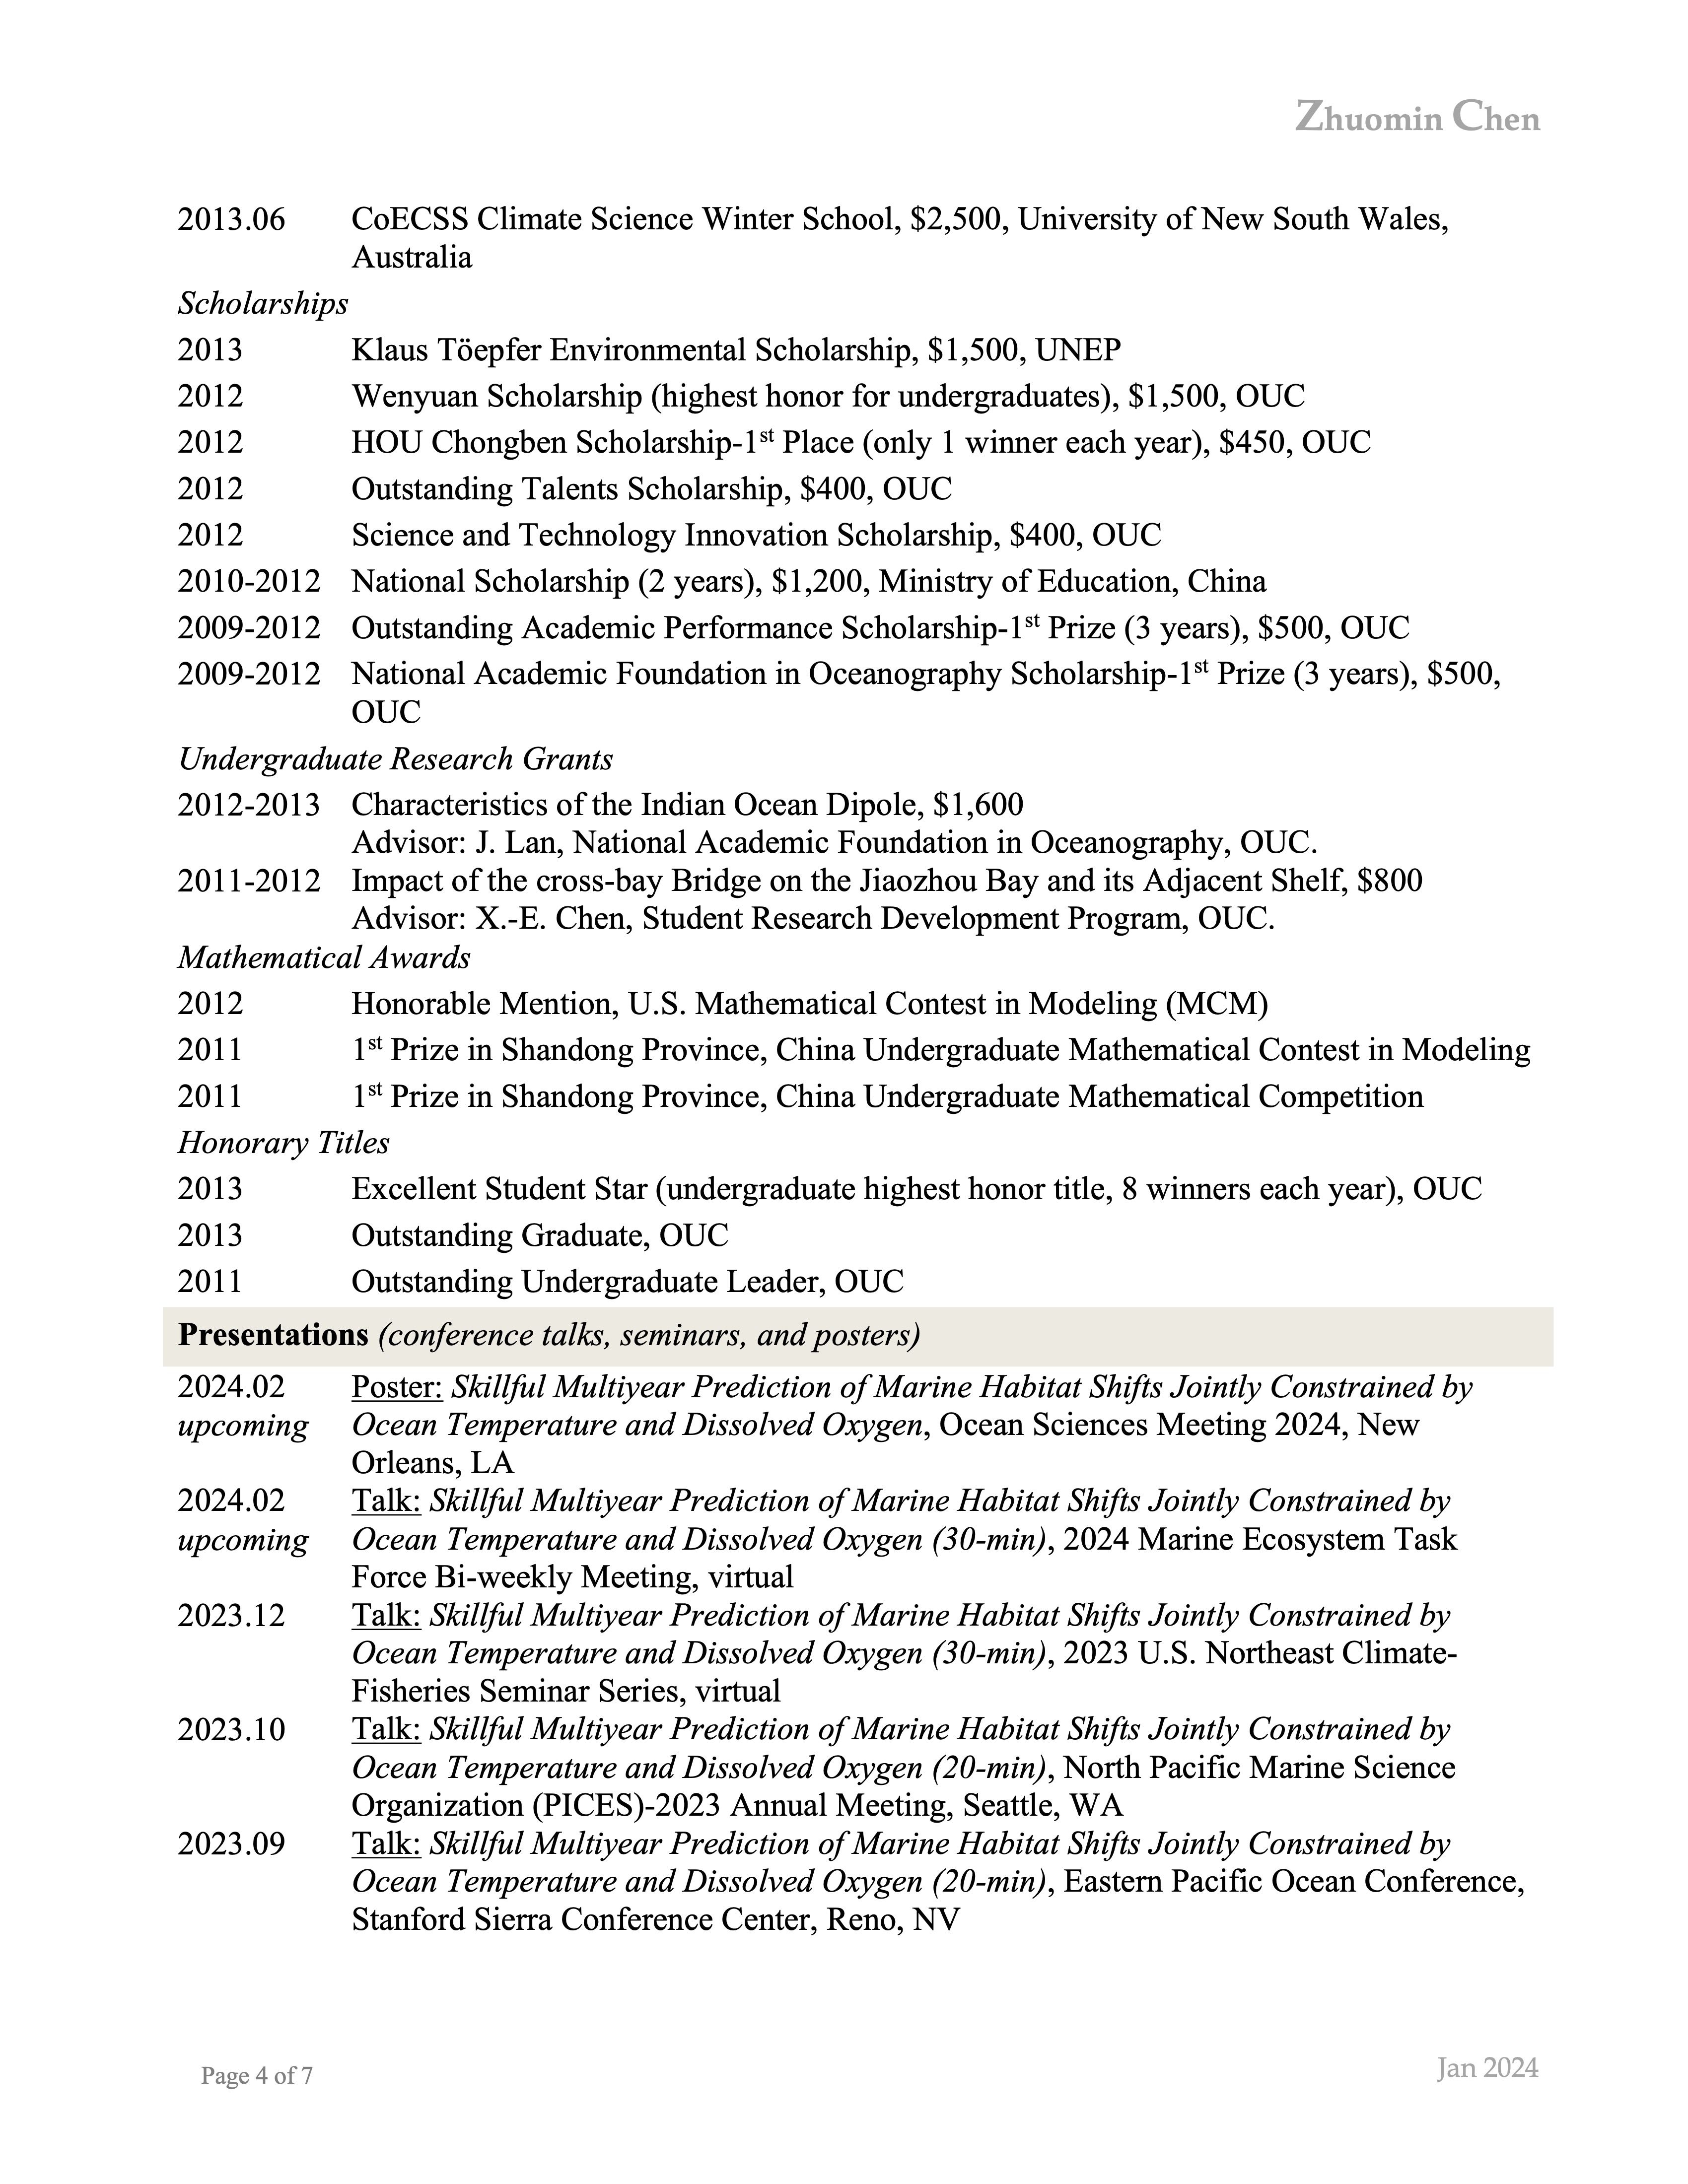 Zhuomin Chen
2013.06 CoECSS Climate Science Winter School, $2,500, University of New South Wales,
Australia
Scholarships
2013 Klaus Töepfer Environmental Scholarship, $1,500, UNEP
2012 Wenyuan Scholarship (highest honor for undergraduates), $1,500, OUC
2012 HOU Chongben Scholarship-1st Place (only 1 winner each year), $450, OUC
2012 Outstanding Talents Scholarship, $400, OUC
2012 Science and Technology Innovation Scholarship, $400, OUC
2010-2012 National Scholarship (2 years), $1,200, Ministry of Education, China
2009-2012 Outstanding Academic Performance Scholarship-1st Prize (3 years), $500, OUC
2009-2012 National Academic Foundation in Oceanography Scholarship-1st Prize (3 years), $500,
OUC
Undergraduate Research Grants
2012-2013 Characteristics of the Indian Ocean Dipole, $1,600
Advisor: J. Lan, National Academic Foundation in Oceanography, OUC.
2011-2012 Impact of the cross-bay Bridge on the Jiaozhou Bay and its Adjacent Shelf, $800
Advisor: X.-E. Chen, Student Research Development Program, OUC.
Mathematical Awards
2012 Honorable Mention, U.S. Mathematical Contest in Modeling (MCM)
2011 1st Prize in Shandong Province, China Undergraduate Mathematical Contest in Modeling
2011 1st Prize in Shandong Province, China Undergraduate Mathematical Competition
Honorary Titles
2013 Excellent Student Star (undergraduate highest honor title, 8 winners each year), OUC
2013 Outstanding Graduate, OUC
2011 Outstanding Undergraduate Leader, OUC
Presentations (conference talks, seminars, and posters)
2024.02 Poster: Skillful Multiyear Prediction of Marine Habitat Shifts Jointly Constrained by
upcoming Ocean Temperature and Dissolved Oxygen, Ocean Sciences Meeting 2024, New
Orleans, LA
2024.02 Talk: Skillful Multiyear Prediction of Marine Habitat Shifts Jointly Constrained by
upcoming Ocean Temperature and Dissolved Oxygen (30-min), 2024 Marine Ecosystem Task
Force Bi-weekly Meeting, virtual
2023.12 Talk: Skillful Multiyear Prediction of Marine Habitat Shifts Jointly Constrained by
Ocean Temperature and Dissolved Oxygen (30-min), 2023 U.S. Northeast Climate-
Fisheries Seminar Series, virtual
2023.10 Talk: Skillful Multiyear Prediction of Marine Habitat Shifts Jointly Constrained by
Ocean Temperature and Dissolved Oxygen (20-min), North Pacific Marine Science
Organization (PICES)-2023 Annual Meeting, Seattle, WA
2023.09 Talk: Skillful Multiyear Prediction of Marine Habitat Shifts Jointly Constrained by
Ocean Temperature and Dissolved Oxygen (20-min), Eastern Pacific Ocean Conference,
Stanford Sierra Conference Center, Reno, NV
Page 4 of 7 Jan 2024